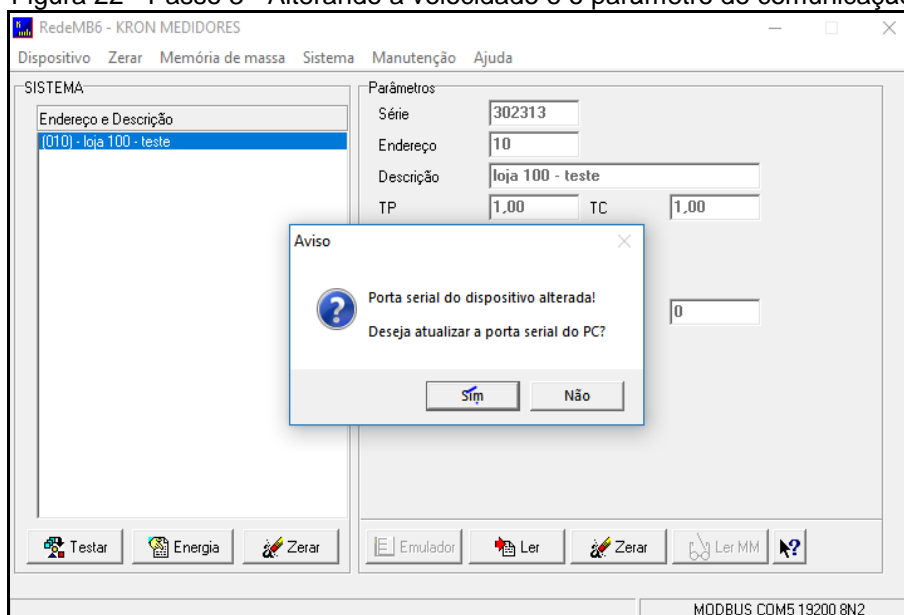 Figura 22 - Passo 8 - Alterando a velocidade e o parâmetro de comunicação
RedeMB6 - KRON MEDIDORES
Dispositivo Zerar Memória de massa Sistema Manutenção Ajuda
SISTEMA
Endereço e Descrição
(010) - loja 100 - teste
Parâmetros
Série 302313
Endereço 10
Descrição loja 100 - teste
TP 1,00 TC 1,00
0
Aviso
Porta serial do dispositivo alterada!
Deseja atualizar a porta serial do PC?
Sim Não
Testar Energia Zerar Emulador Ler Zerar Ler MM
MODBUS COM5 19200 8N2